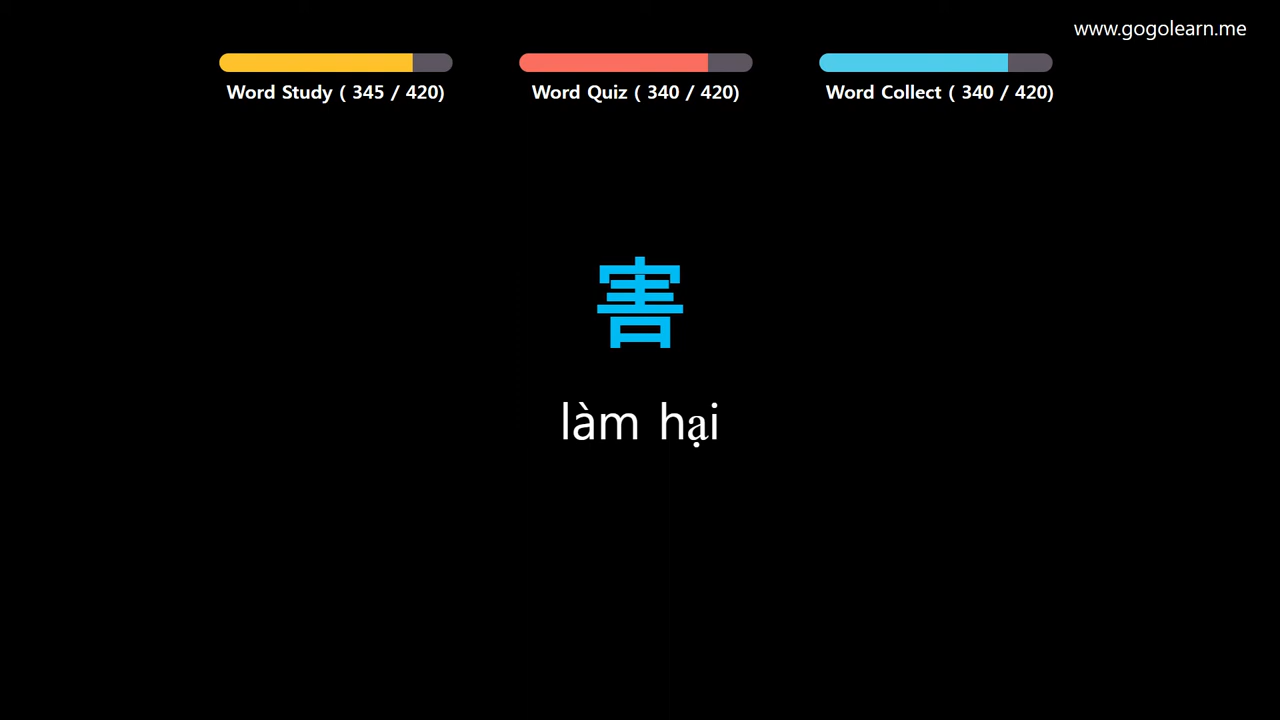 www.gogolearn.me
Word Study ( 345 / 420)
Word Quiz ( 340 / 420)
Word Collect ( 340 / 420)
害
làm hại